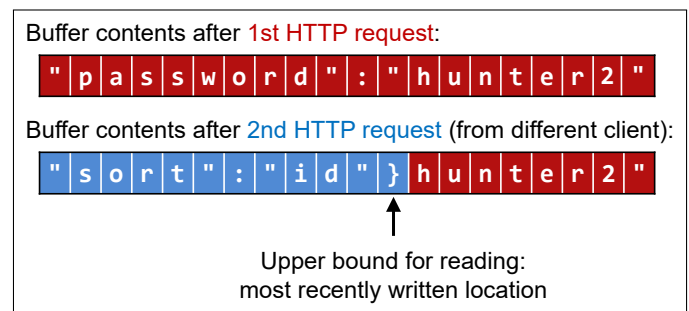 Buffer contents after 1st HTTP request:
"password":"hunter2"
Buffer contents after 2nd HTTP request (from different client):
"sort":"id"}hunter2"
Upper bound for reading:
most recently written location